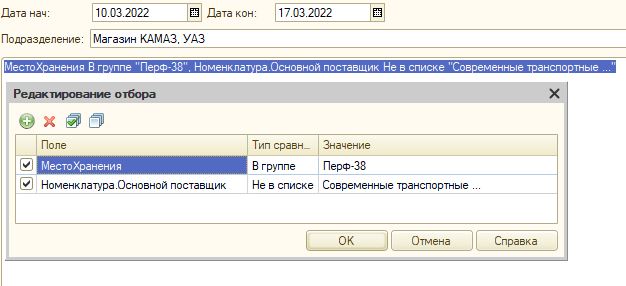 Дата нач: 10.03.2022 Дата кон: 17.03.2022
Подразделение: Магазин КАМАЗ, УАЗ
МестоХранения В группе "Перф-38", Номенклатура.Основной поставщик Не в списке "Современные транспортные ..."
Редактирование отбора
Поле Тип сравн... Значение
МестоХранения В группе Перф-38
Номенклатура.Основной поставщик Не в списке Современные транспортные ...
OK Отмена Справка